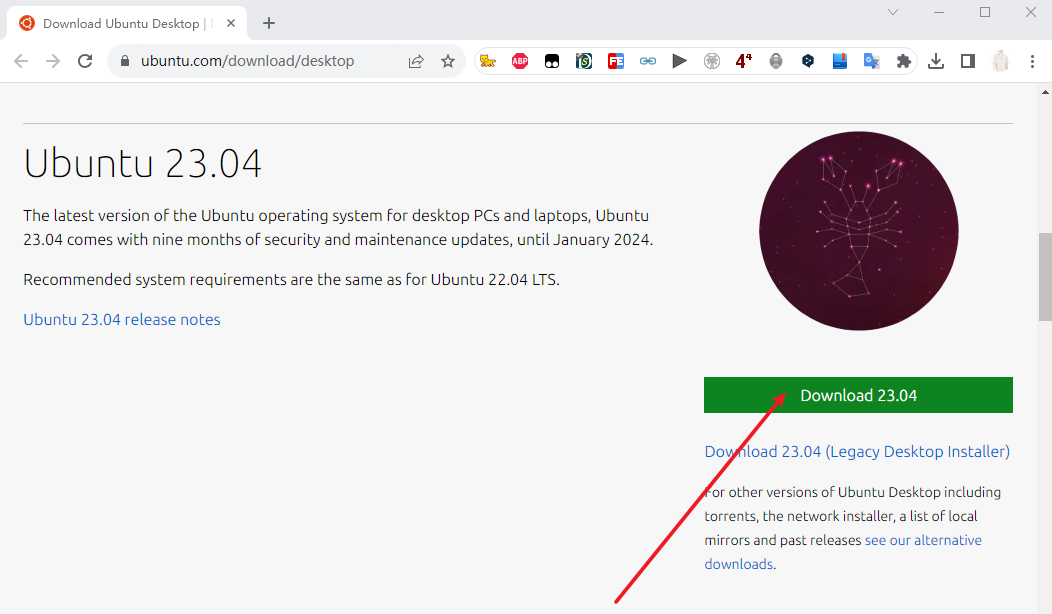 Download Ubuntu Desktop |
ubuntu.com/download/desktop
ABP
FE
4⁴
Ubuntu 23.04
The latest version of the Ubuntu operating system for desktop PCs and laptops, Ubuntu
23.04 comes with nine months of security and maintenance updates, until January 2024.
Recommended system requirements are the same as for Ubuntu 22.04 LTS.
Ubuntu 23.04 release notes
Download 23.04
Download 23.04 (Legacy Desktop Installer)
For other versions of Ubuntu Desktop including
torrents, the network installer, a list of local
mirrors and past releases see our alternative
downloads.